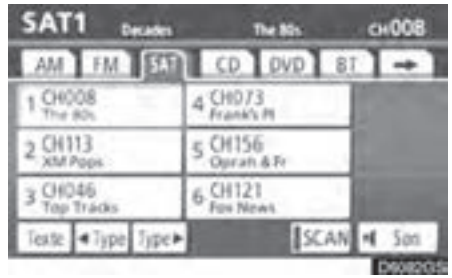 SAT1 Decades The 80s CH008
AM FM SAT CD DVD BT
1 CH008 4 CH073
The 80s Frank's Pl
2 CH113 5 CH156
XM Pops Oprah & Fr
3 CH046 6 CH121
Top Tracks Fox News
Texte Type Type SCAN Son